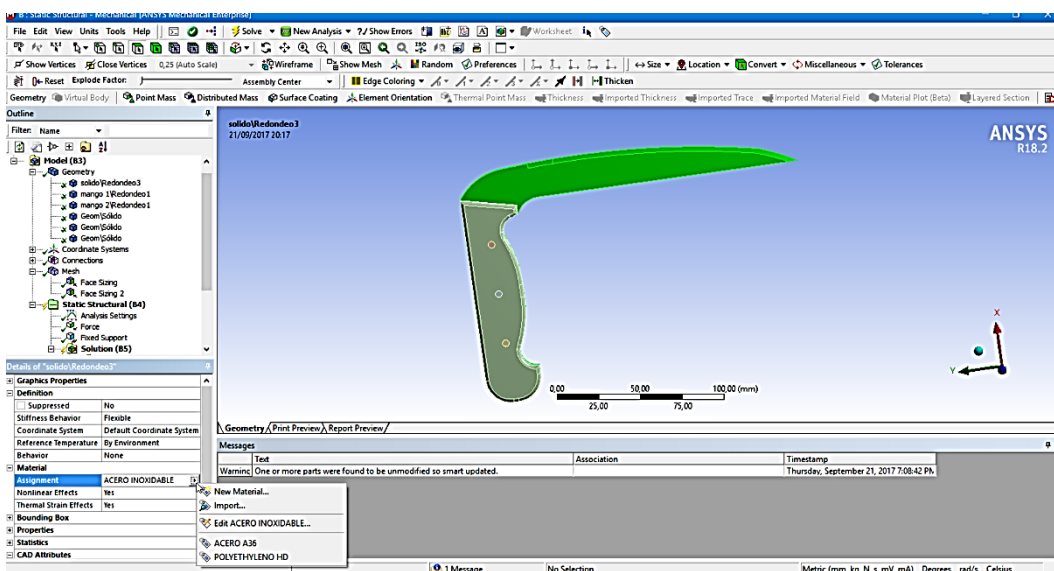 B : Static Structural - Mechanical [ANSYS Mechanical Enterprise]
File Edit View Units Tools Help Solve New Analysis ?/ Show Errors Worksheet
Show Vertices Close Vertices 0,25 (Auto Scale) Wireframe Show Mesh Random Preferences Size Location Convert Miscellaneous Tolerances
Reset Explode Factor: Assembly Center Edge Coloring Thicken
Geometry Virtual Body Point Mass Distributed Mass Surface Coating Element Orientation Thermal Point Mass Thickness Imported Thickness Imported Trace Imported Material Field Material Plot (Beta) Layered Section
Outline
Filter: Name
Model (B3)
Geometry
solido\Redondeo3
mango 1\Redondeo1
mango 2\Redondeo1
Geom\Sólido
Geom\Sólido
Geom\Sólido
Coordinate Systems
Connections
Mesh
Face Sizing
Face Sizing 2
Static Structural (B4)
Analysis Settings
Force
Fixed Support
Solution (B5)
Details of "solido\Redondeo3"
Graphics Properties
Definition
Suppressed No
Stiffness Behavior Flexible
Coordinate System Default Coordinate System
Reference Temperature By Environment
Behavior None
Material
Assignment ACERO INOXIDABLE
Nonlinear Effects Yes
Thermal Strain Effects Yes
Bounding Box
Properties
Statistics
CAD Attributes
New Material...
Import...
Edit ACERO INOXIDABLE...
ACERO A36
POLYETHYLENO HD
solido\Redondeo3
21/09/2017 20:17
ANSYS
R18.2
X
Y
0,00 50,00 100,00 (mm)
25,00 75,00
Geometry Print Preview Report Preview
Messages
Text Association Timestamp
Warning One or more parts were found to be unmodified so smart updated. Thursday, September 21, 2017 7:08:42 PM
1 Message No Selection Metric (mm, kg, N, s, mV, mA) Degrees rad/s Celsius